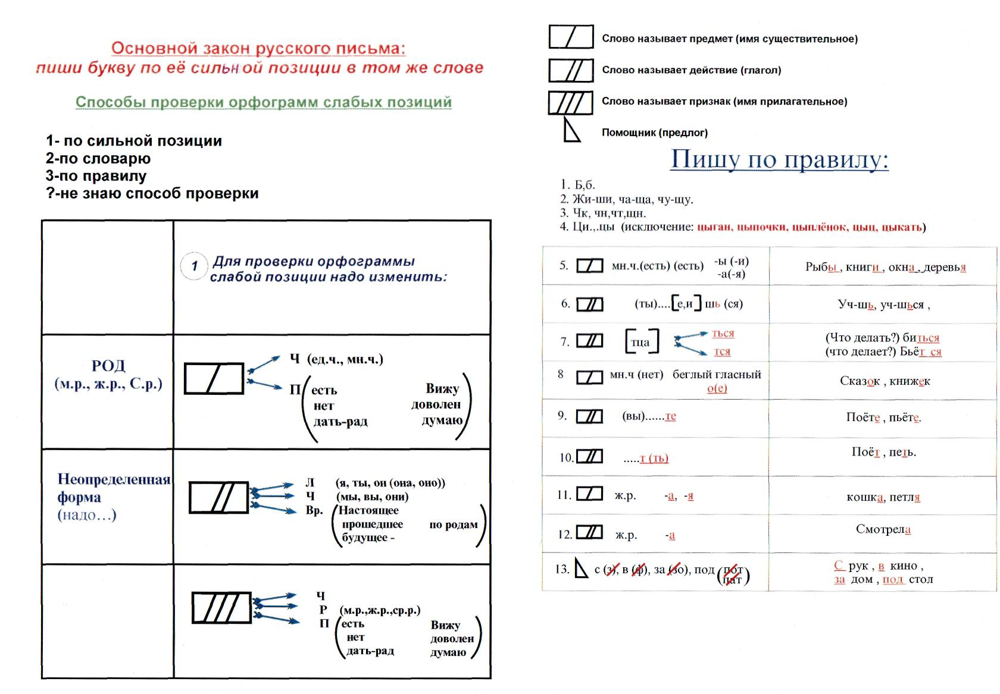 Основной закон русского письма:
пиши букву по её сильной позиции в том же слове
Способы проверки орфограмм слабых позиций
1- по сильной позиции
2-по словарю
3-по правилу
?-не знаю способ проверки
1 Для проверки орфограммы
слабой позиции надо изменить:
РОД
(м.р., ж.р., С.р.)
Ч (ед.ч., мн.ч.)
П (есть Вижу
нет доволен
дать-рад думаю)
Неопределенная
форма
(надо…)
Л (я, ты, он (она, оно))
Ч (мы, вы, они)
Вр. (Настоящее
прошедшее по родам
будущее - )
Ч
Р (м.р.,ж.р.,ср.р.)
П (есть Вижу
нет доволен
дать-рад думаю)
Слово называет предмет (имя существительное)
Слово называет действие (глагол)
Слово называет признак (имя прилагательное)
Помощник (предлог)
Пишу по правилу:
1. Б,б.
2. Жи-ши, ча-ща, чу-щу.
3. Чк, чн,чт,щн.
4. Ци.,.цы (исключение: цыган, цыпочки, цыплёнок, цыц, цыкать)
5. мн.ч.(есть) (есть) -ы (-и)
-а(-я)
Рыбы , книги , окна , деревья
6. (ты)....[е,и] шь (ся)
Уч-шь, уч-шься ,
7. [тца] ться
тся
(Что делать?) биться
(что делает?) Бьёт ся
8 мн.ч (нет) беглый гласный
о(е)
Сказок , книжек
9. (вы)......те
Поёте , пьёте.
10. .....т (ть)
Поёт , петь.
11. ж.р. -а, -я
кошка, петля
12. ж.р. -а
Смотрела
13. с (з), в (ф), за (зо), под (пот
пат)
С рук , в кино ,
за дом , под стол